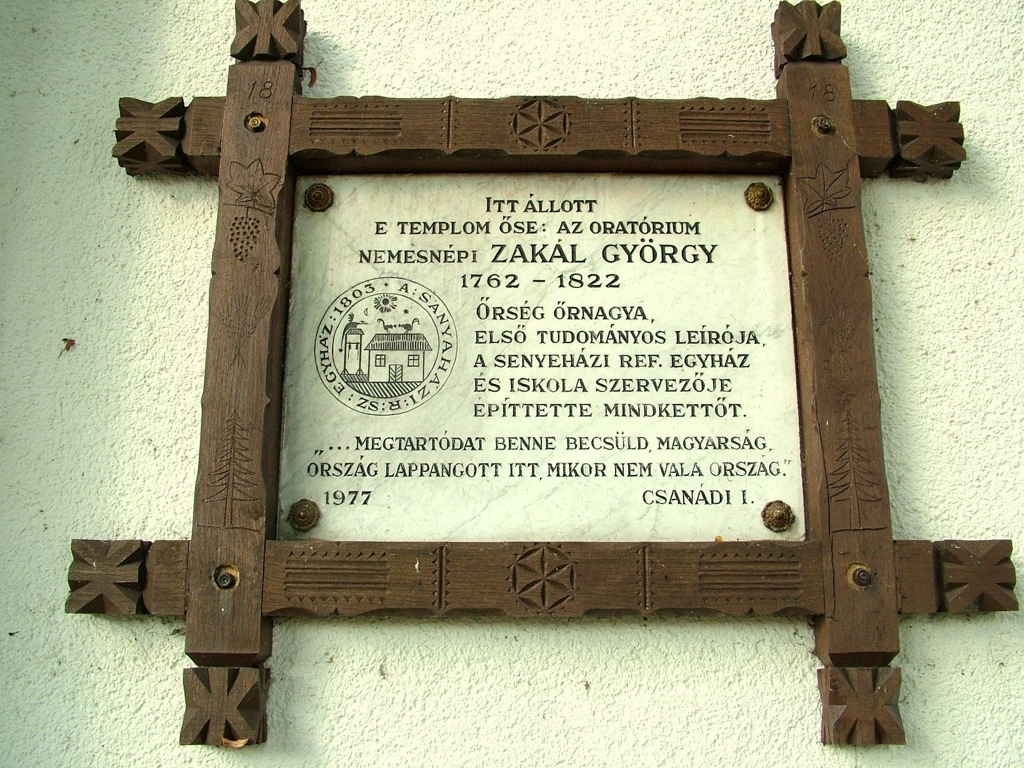 18 18
ITT ÁLLOTT
E TEMPLOM ŐSE: AZ ORATÓRIUM
NEMESNÉPI ZAKÁL GYÖRGY
1762 – 1822
ŐRSÉG ŐRNAGYA,
ELSŐ TUDOMÁNYOS LEÍRÓJA,
A SENYEHÁZI REF. EGYHÁZ
ÉS ISKOLA SZERVEZŐJE
ÉPÍTTETTE MINDKETTŐT.
A:SANYAHÁZI:R:SZ:EGYHÁZ:1803
„... MEGTARTÓDAT BENNE BECSÜLD, MAGYARSÁG,
ORSZÁG LAPPANGOTT ITT, MIKOR NEM VALA ORSZÁG.”
1977 CSANÁDI I.